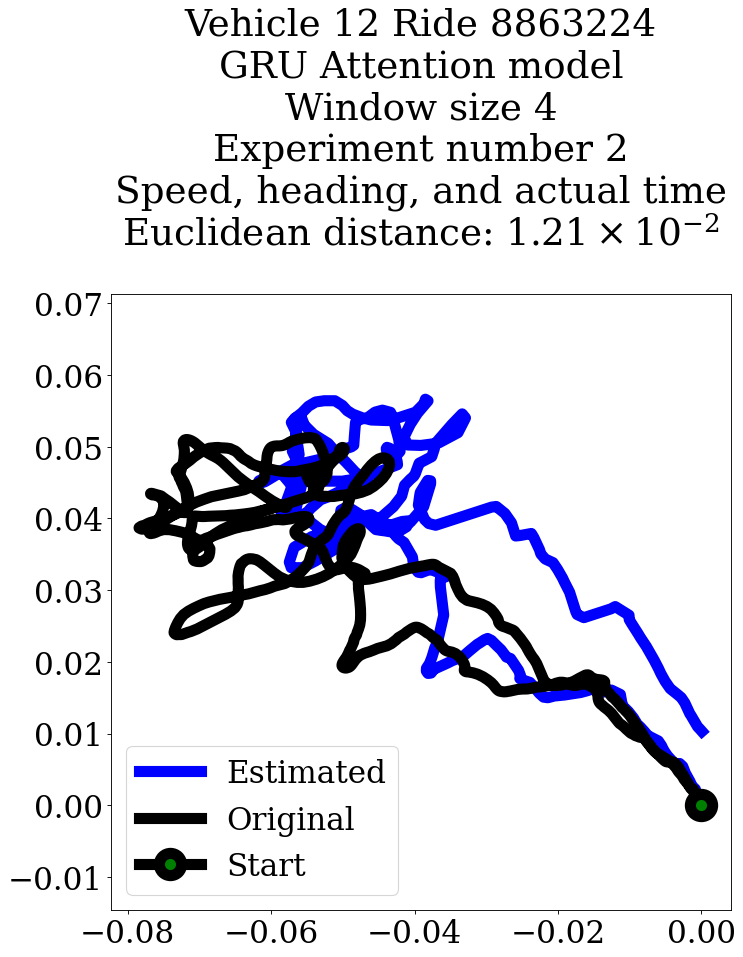 Vehicle 12 Ride 8863224
GRU Attention model
Window size 4
Experiment number 2
Speed, heading, and actual time
Euclidean distance: 1.21 × 10⁻²
0.07
0.06
0.05
0.04
0.03
0.02
0.01
0.00
−0.01
Estimated
Original
Start
−0.08 −0.06 −0.04 −0.02 0.00